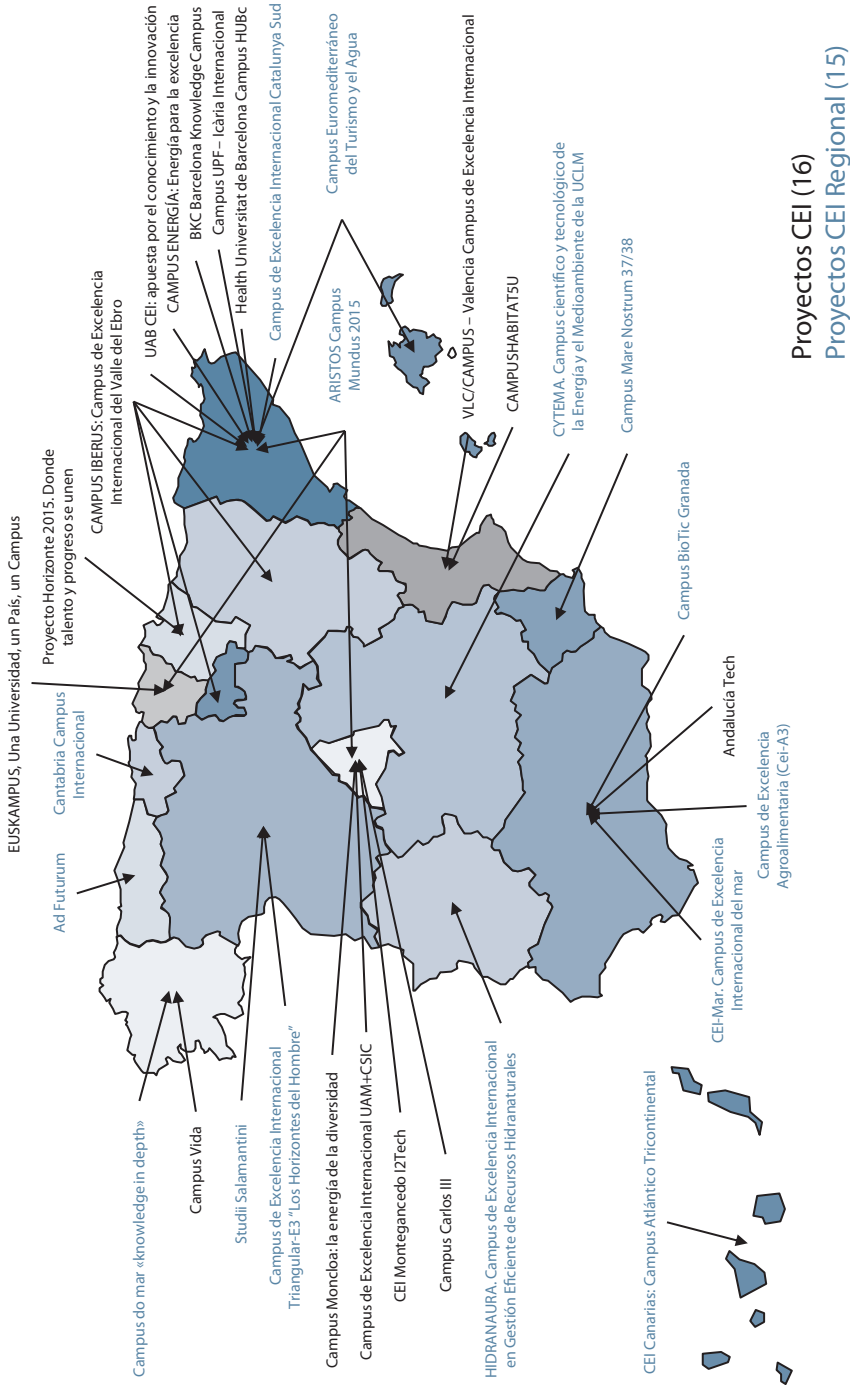 EUSKAMPUS, Una Universidad, un País, un Campus
Proyecto Horizonte 2015. Donde
talento y progreso se unen
CAMPUS IBERUS: Campus de Excelencia
Internacional del Valle del Ebro
UAB CEI: apuesta por el conocimiento y la innovación
CAMPUS ENERGÍA: Energía para la excelencia
BKC Barcelona Knowledge Campus
Campus UPF – Icària Internacional
Health Universitat de Barcelona Campus HUBc
Campus de Excelencia Internacional Catalunya Sud
Cantabria Campus
Internacional
Ad Futurum
ARISTOS Campus
Mundus 2015
Campus Euromediterráneo
del Turismo y el Agua
Campus do mar «knowledge in depth»
Campus Vida
Studii Salamantini
Campus de Excelencia Internacional
Triangular-E3 “Los Horizontes del Hombre”
Campus Moncloa: la energía de la diversidad
Campus de Excelencia Internacional UAM+CSIC
CEI Montegancedo I2Tech
Campus Carlos III
HIDRANAURA. Campus de Excelencia Internacional
en Gestión Eficiente de Recursos Hidranaturales
VLC/CAMPUS – Valencia Campus de Excelencia Internacional
CAMPUSHABITAT5U
CYTEMA. Campus científico y tecnológico de
la Energía y el Medioambiente de la UCLM
Campus Mare Nostrum 37/38
Campus BioTic Granada
Andalucía Tech
Campus de Excelencia
Agroalimentaria (Cei-A3)
CEI-Mar. Campus de Excelencia
Internacional del mar
CEI Canarias: Campus Atlántico Tricontinental
Proyectos CEI (16)
Proyectos CEI Regional (15)